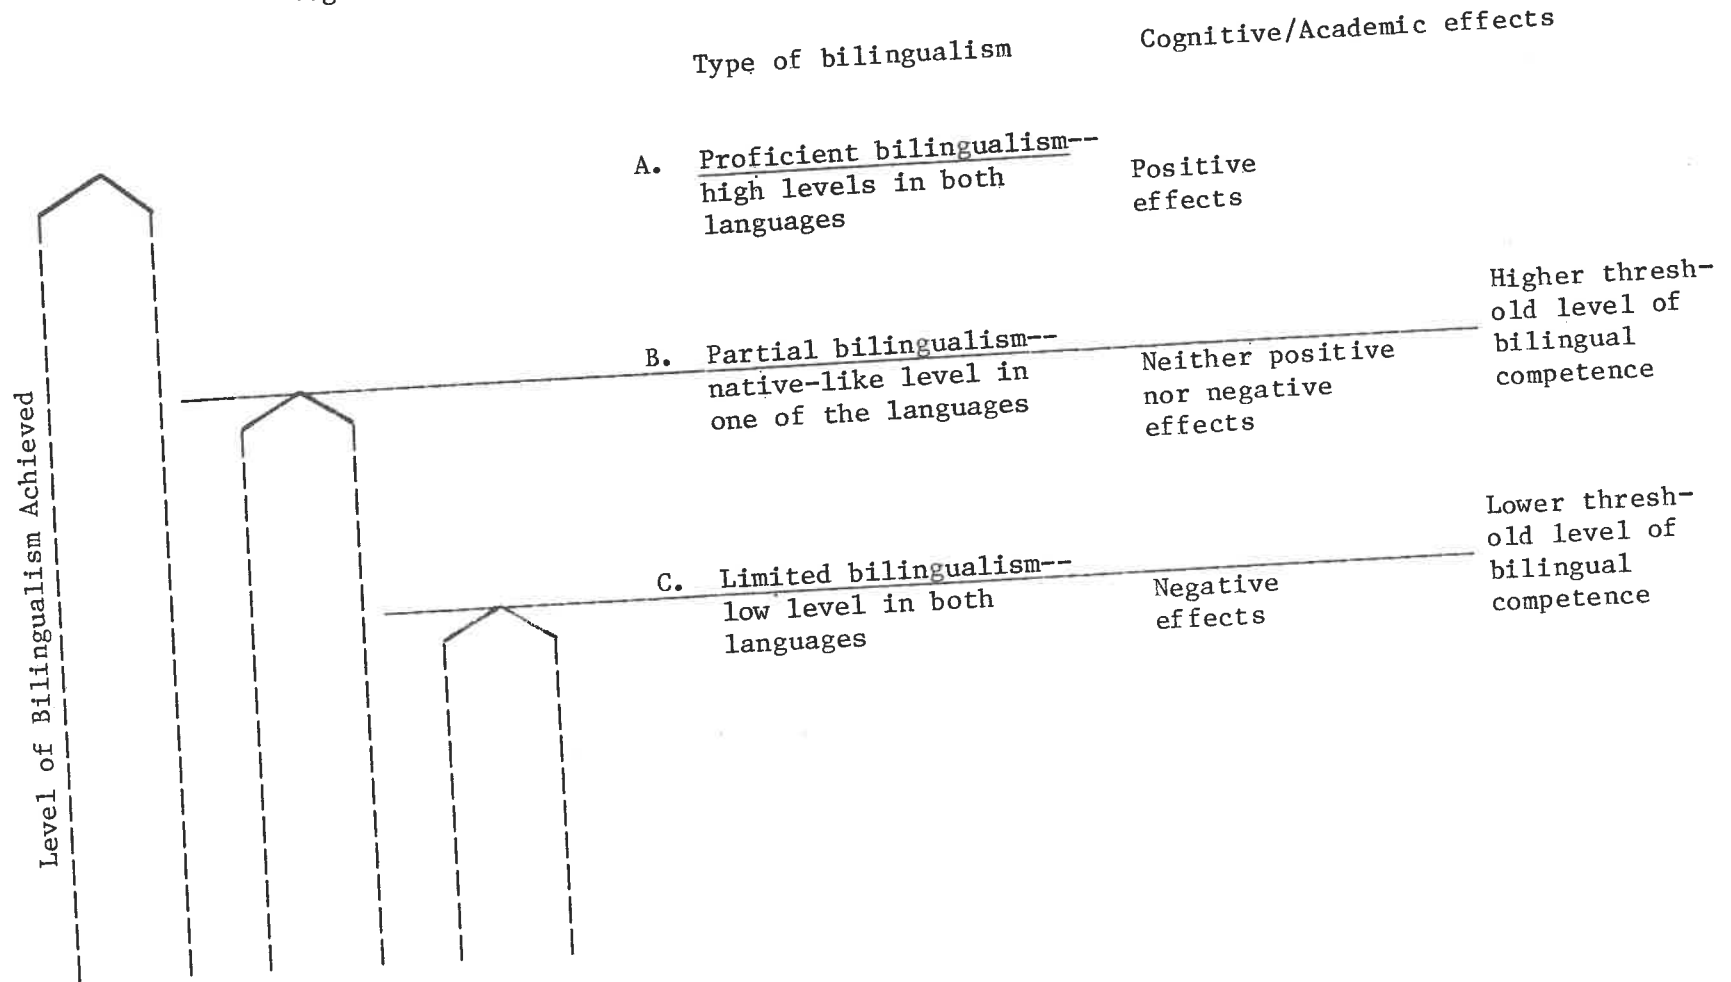 Type of bilingualism
Cognitive/Academic effects
A. Proficient bilingualism--
high levels in both
languages
Positive
effects
Higher thresh-
old level of
bilingual
competence
B. Partial bilingualism--
native-like level in
one of the languages
Neither positive
nor negative
effects
Lower thresh-
old level of
bilingual
competence
C. Limited bilingualism--
low level in both
languages
Negative
effects
Level of Bilingualism Achieved